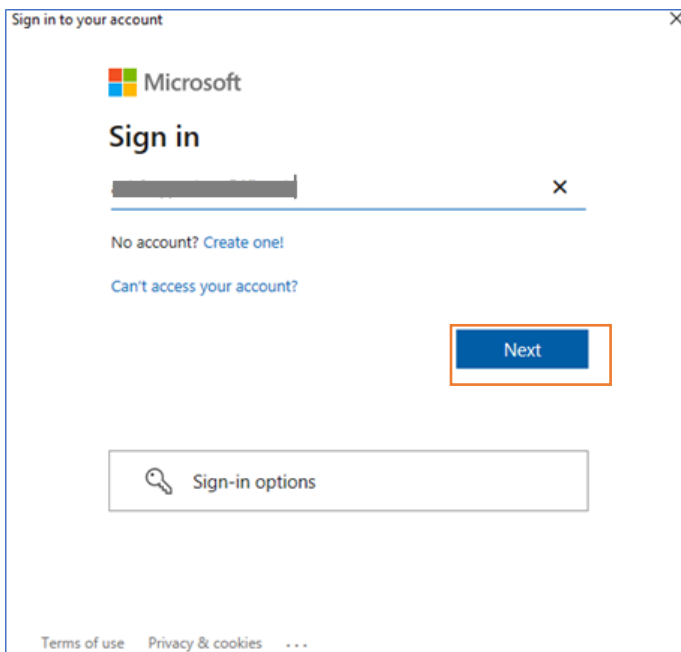 Sign in to your account
Microsoft
Sign in
No account? Create one!
Can't access your account?
Next
Sign-in options
Terms of use Privacy & cookies ...